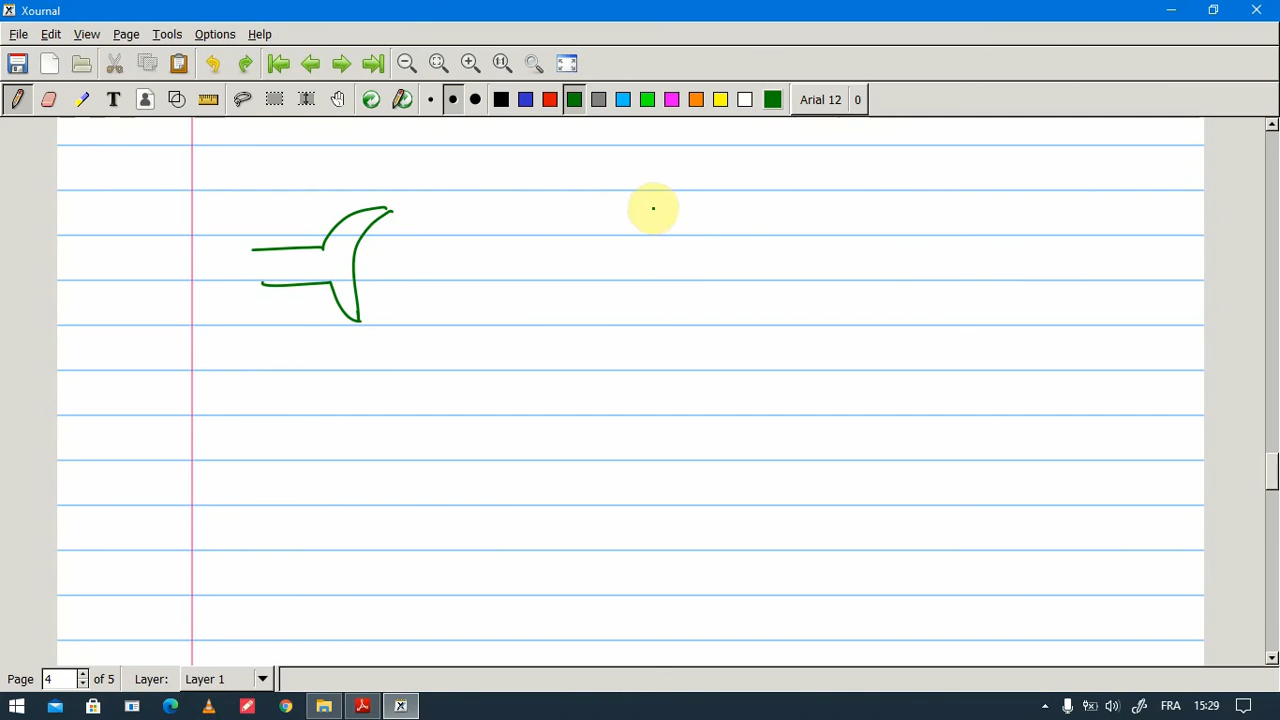 Xournal
File Edit View Page Tools Options Help
Arial 12 0
Page 4 of 5 Layer: Layer 1
FRA 15:29